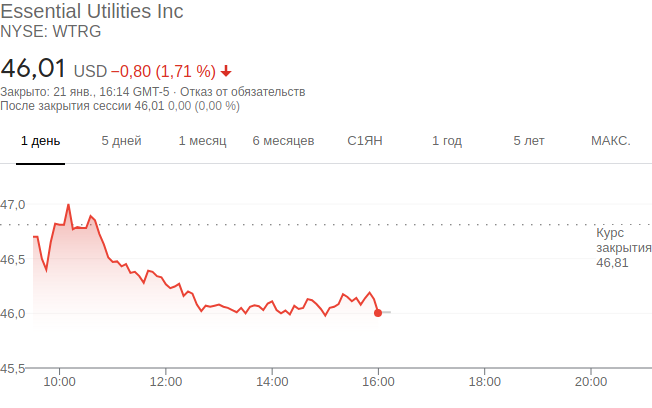 Essential Utilities Inc
NYSE: WTRG
46,01 USD −0,80 (1,71 %)
Закрыто: 21 янв., 16:14 GMT-5 · Отказ от обязательств
После закрытия сессии 46,01 0,00 (0,00 %)
1 день 5 дней 1 месяц 6 месяцев С1ЯН 1 год 5 лет МАКС.
47,0
Курс
закрытия
46,81
46,5
46,0
45,5
10:00 12:00 14:00 16:00 18:00 20:00